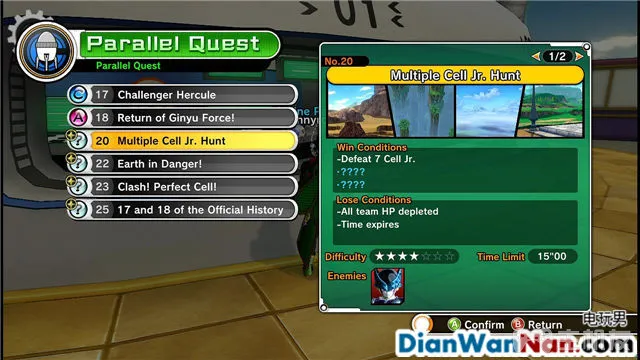 01
Parallel Quest
Parallel Quest
C 17 Challenger Hercule
A 18 Return of Ginyu Force!
? 20 Multiple Cell Jr. Hunt
? 22 Earth in Danger!
? 23 Clash! Perfect Cell!
? 25 17 and 18 of the Official History
No.20
1/2
Multiple Cell Jr. Hunt
Win Conditions
-Defeat 7 Cell Jr.
·????
·????
Lose Conditions
-All team HP depleted
-Time expires
Difficulty ★★★★☆☆☆ Time Limit 15"00
Enemies
A Confirm B Return
电玩男
DianWanNan.com